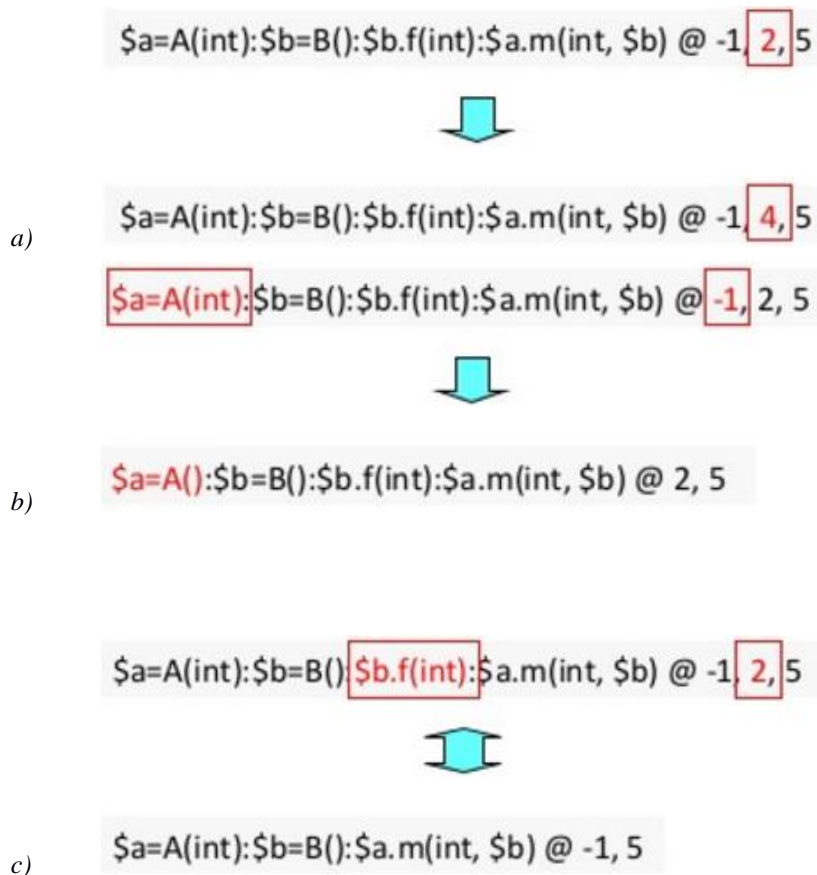 $a=A(int):$b=B():$b.f(int):$a.m(int, $b) @ -1, 2, 5
$a=A(int):$b=B():$b.f(int):$a.m(int, $b) @ -1, 4, 5
a)
$a=A(int):$b=B():$b.f(int):$a.m(int, $b) @ -1, 2, 5
$a=A():$b=B():$b.f(int):$a.m(int, $b) @ 2, 5
b)
$a=A(int):$b=B():$b.f(int):$a.m(int, $b) @ -1, 2, 5
$a=A(int):$b=B():$a.m(int, $b) @ -1, 5
c)